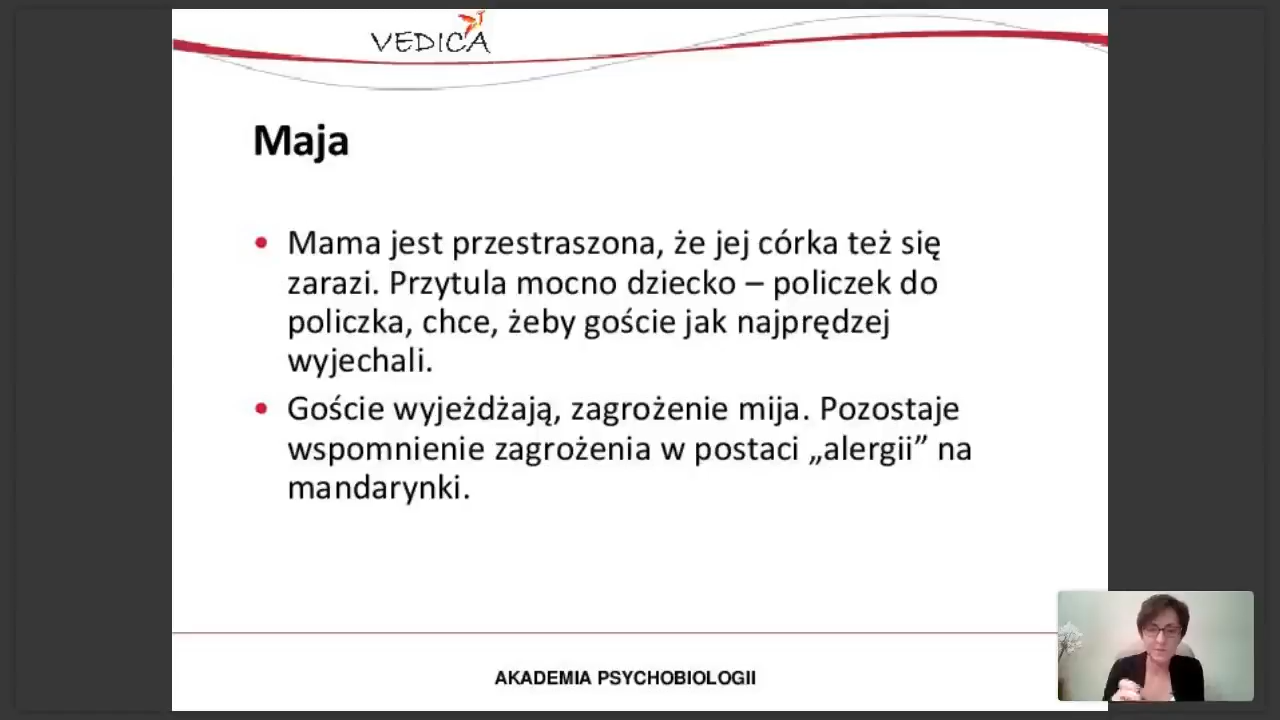 VEDICA
Maja
• Mama jest przestraszona, że jej córka też się
zarazi. Przytula mocno dziecko – policzek do
policzka, chce, żeby goście jak najprędzej
wyjechali.
• Goście wyjeżdżają, zagrożenie mija. Pozostaje
wspomnienie zagrożenia w postaci „alergii” na
mandarynki.
AKADEMIA PSYCHOBIOLOGII